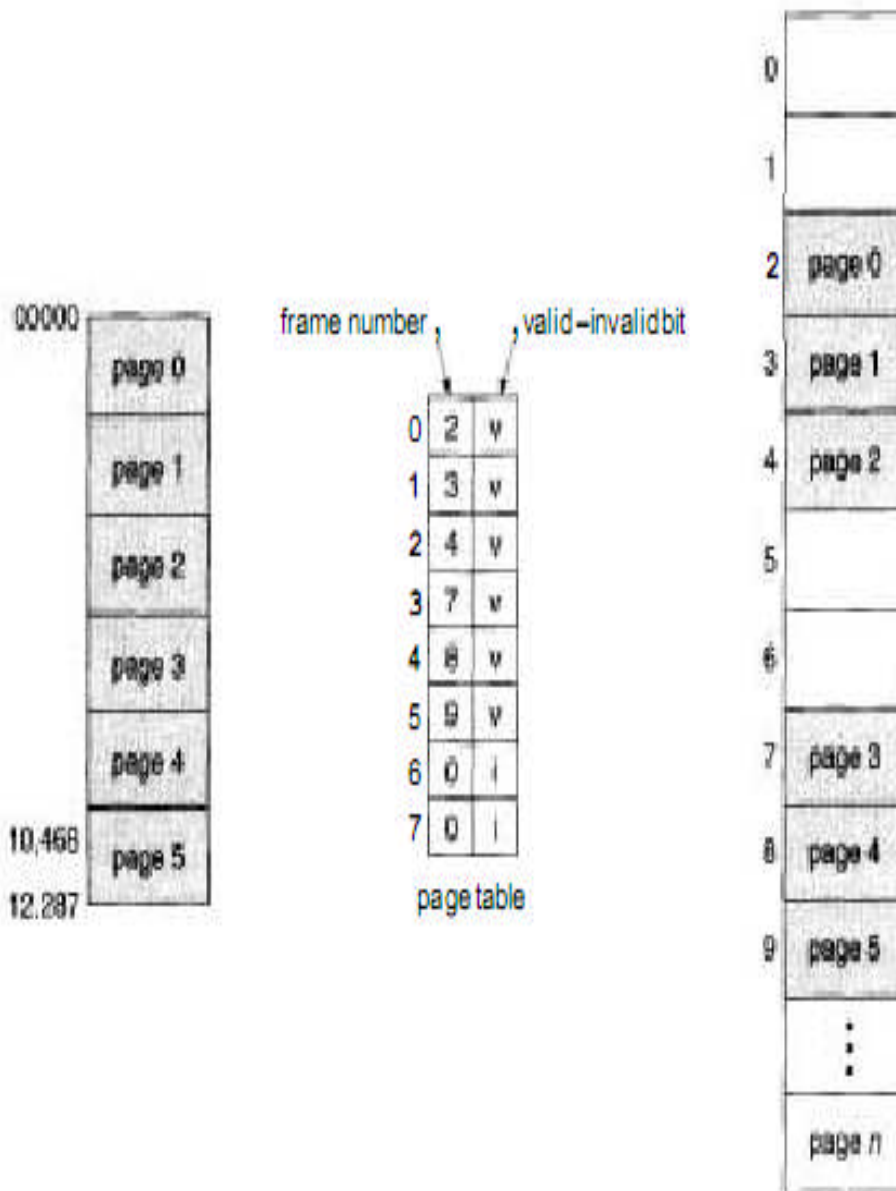 00000
page 0
page 1
page 2
page 3
page 4
10,468
page 5
12.287
frame number
valid–invalidbit
0 2 v
1 3 v
2 4 v
3 7 v
4 8 v
5 9 v
6 0 i
7 0 i
page table
0
1
2 page 0
3 page 1
4 page 2
5
6
7 page 3
8 page 4
9 page 5
page n